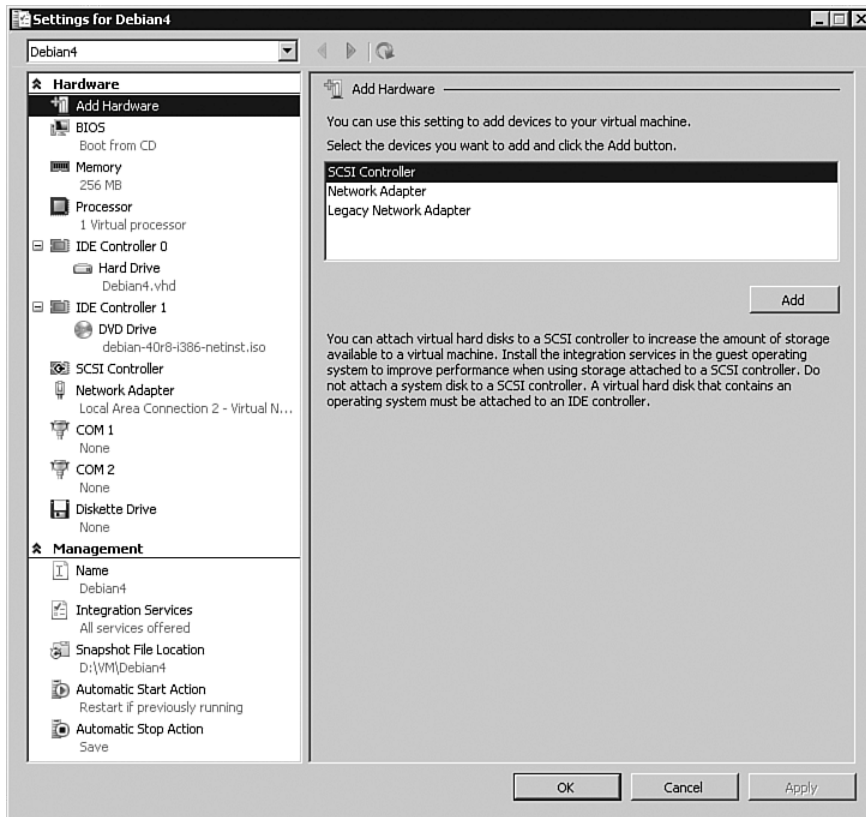 Settings for Debian4
Debian4
Hardware
Add Hardware
BIOS
Boot from CD
Memory
256 MB
Processor
1 Virtual processor
IDE Controller 0
Hard Drive
Debian4.vhd
IDE Controller 1
DVD Drive
debian-40r8-i386-netinst.iso
SCSI Controller
Network Adapter
Local Area Connection 2 - Virtual N...
COM 1
None
COM 2
None
Diskette Drive
None
Management
Name
Debian4
Integration Services
All services offered
Snapshot File Location
D:\VM\Debian4
Automatic Start Action
Restart if previously running
Automatic Stop Action
Save
Add Hardware
You can use this setting to add devices to your virtual machine.
Select the devices you want to add and click the Add button.
SCSI Controller
Network Adapter
Legacy Network Adapter
Add
You can attach virtual hard disks to a SCSI controller to increase the amount of storage
available to a virtual machine. Install the integration services in the guest operating
system to improve performance when using storage attached to a SCSI controller. Do
not attach a system disk to a SCSI controller. A virtual hard disk that contains an
operating system must be attached to an IDE controller.
OK
Cancel
Apply